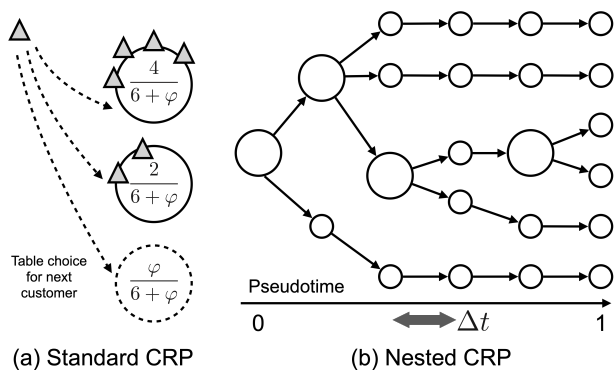 4
6 + φ
2
6 + φ
φ
6 + φ
Table choice
for next
customer
(a) Standard CRP
Pseudotime
0
Δt
1
(b) Nested CRP